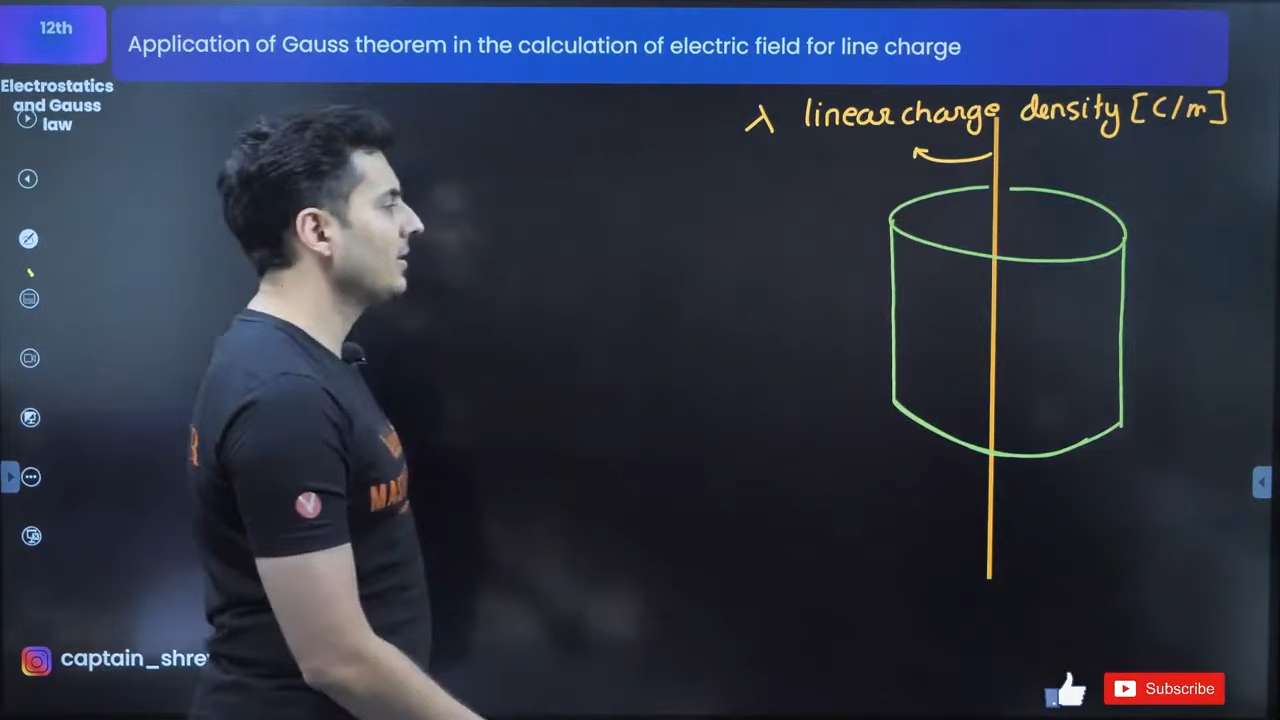 12th
Application of Gauss theorem in the calculation of electric field for line charge
Electrostatics
and Gauss
law
λ linear charge density [C/m]
captain_shre
Subscribe